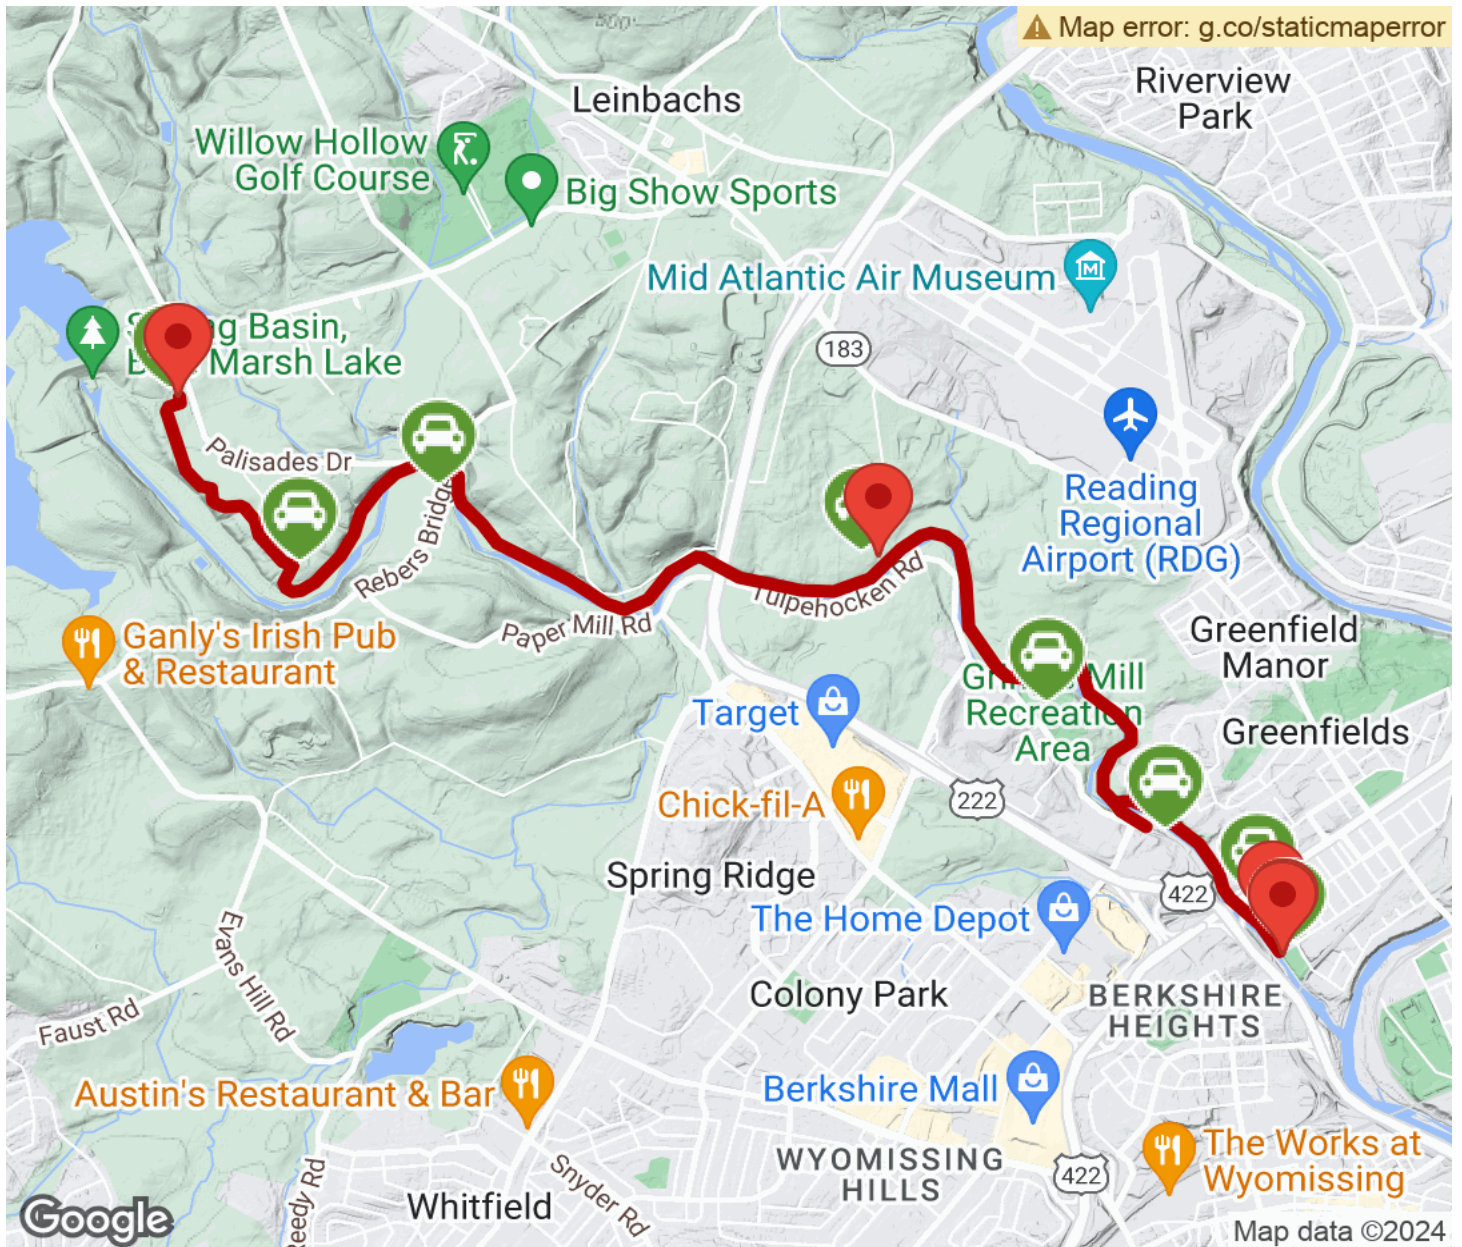 Map error: g.co/staticmaperror
Riverview
Park
Leinbachs
Willow Hollow
Golf Course
Big Show Sports
Mid Atlantic Air Museum
183
Basin,
Marsh Lake
Palisades Dr
Reading
Regional
Airport (RDG)
Rebers Bridge
Tulpehocken Rd
Paper Mill Rd
Ganly's Irish Pub
& Restaurant
Greenfield
Manor
Mill
Recreation
Area
Greenfields
Target
222
Chick-fil-A
Spring Ridge
422
The Home Depot
Evans Hill Rd
Colony Park
BERKSHIRE
HEIGHTS
Faust Rd
Austin's Restaurant & Bar
Berkshire Mall
WYOMISSING
HILLS
422
The Works at
Wyomissing
Snyder Rd
Whitfield
Google
Map data ©2024